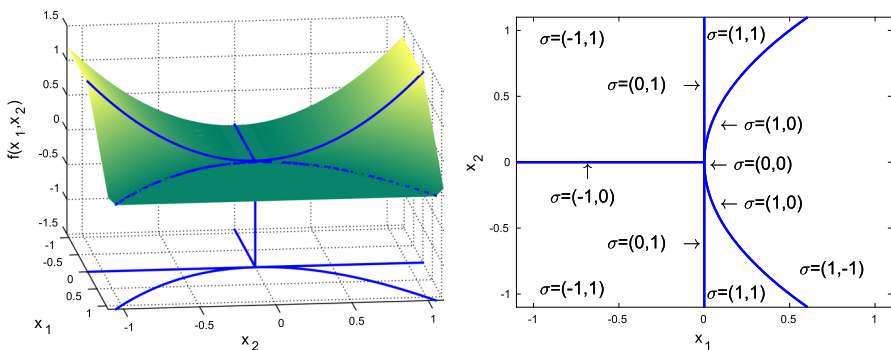 1.5
1
0.5
0
-0.5
-1
-1.5
f(x1,x2)
-1
-0.5
0
0.5
1
x1
-1
-0.5
0
0.5
1
x2
1
0.5
0
-0.5
-1
x2
σ=(-1,1)
σ=(1,1)
σ=(0,1) →
← σ=(1,0)
← σ=(0,0)
↑
σ=(-1,0)
← σ=(1,0)
σ=(0,1) →
σ=(1,-1)
σ=(-1,1)
σ=(1,1)
-1
-0.5
0
0.5
1
x1